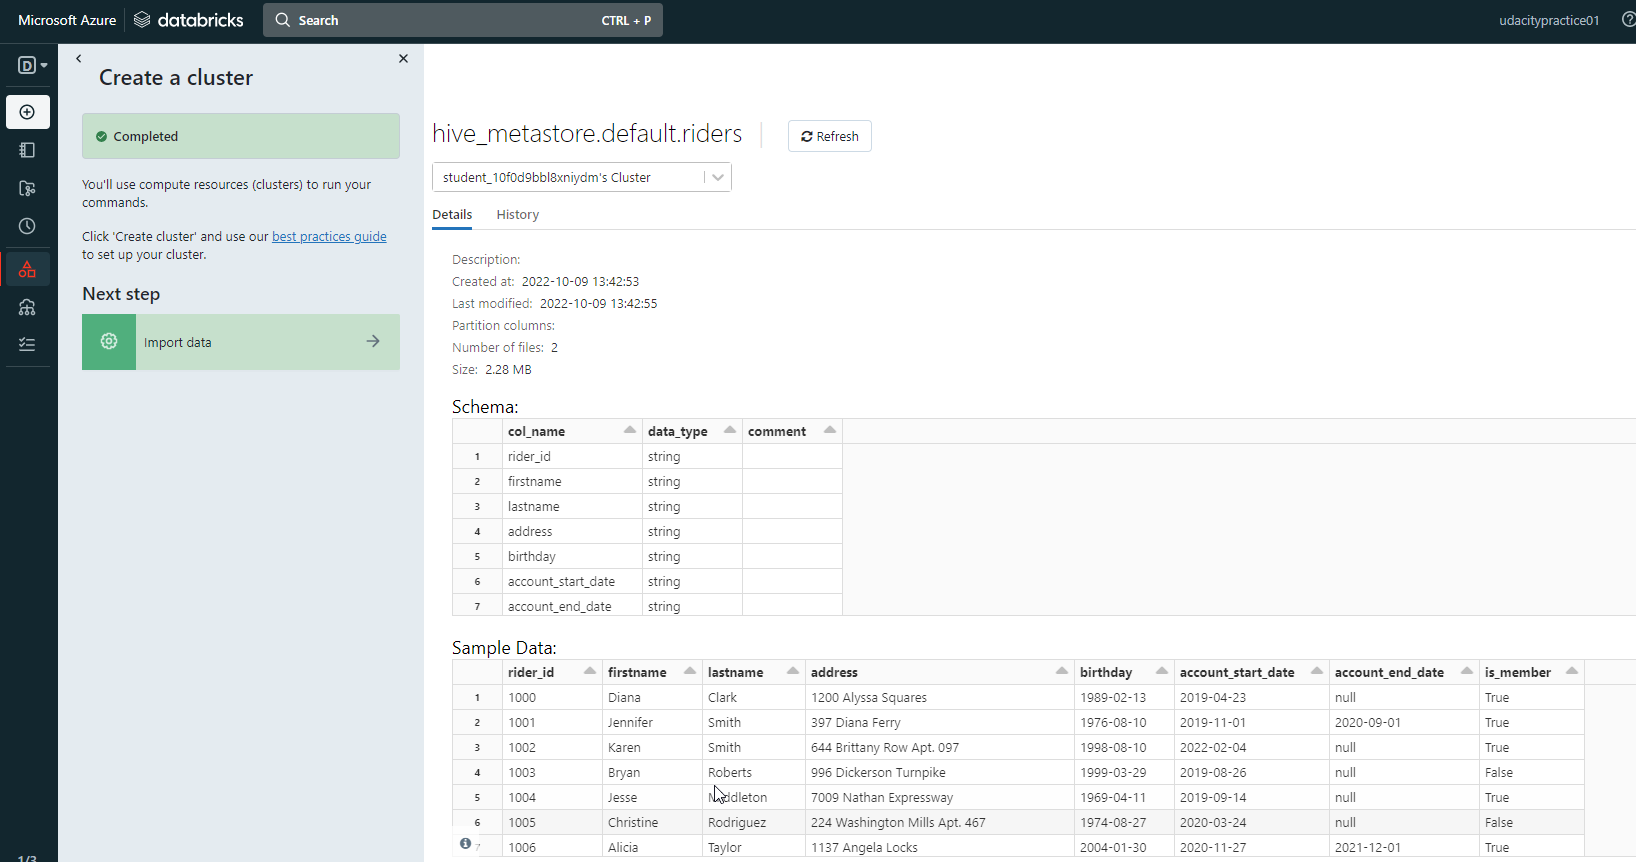 Microsoft Azure databricks Search CTRL + P udacitypractice01
Create a cluster
Completed
You'll use compute resources (clusters) to run your
commands.
Click 'Create cluster' and use our best practices guide
to set up your cluster.
Next step
Import data
1/3
hive_metastore.default.riders Refresh
student_10f0d9bbl8xniydm's Cluster
Details History
Description:
Created at: 2022-10-09 13:42:53
Last modified: 2022-10-09 13:42:55
Partition columns:
Number of files: 2
Size: 2.28 MB
Schema:
col_name data_type comment
1 rider_id string
2 firstname string
3 lastname string
4 address string
5 birthday string
6 account_start_date string
7 account_end_date string
Sample Data:
rider_id firstname lastname address birthday account_start_date account_end_date is_member
1 1000 Diana Clark 1200 Alyssa Squares 1989-02-13 2019-04-23 null True
2 1001 Jennifer Smith 397 Diana Ferry 1976-08-10 2019-11-01 2020-09-01 True
3 1002 Karen Smith 644 Brittany Row Apt. 097 1998-08-10 2022-02-04 null True
4 1003 Bryan Roberts 996 Dickerson Turnpike 1999-03-29 2019-08-26 null False
5 1004 Jesse Middleton 7009 Nathan Expressway 1969-04-11 2019-09-14 null True
6 1005 Christine Rodriguez 224 Washington Mills Apt. 467 1974-08-27 2020-03-24 null False
7 1006 Alicia Taylor 1137 Angela Locks 2004-01-30 2020-11-27 2021-12-01 True